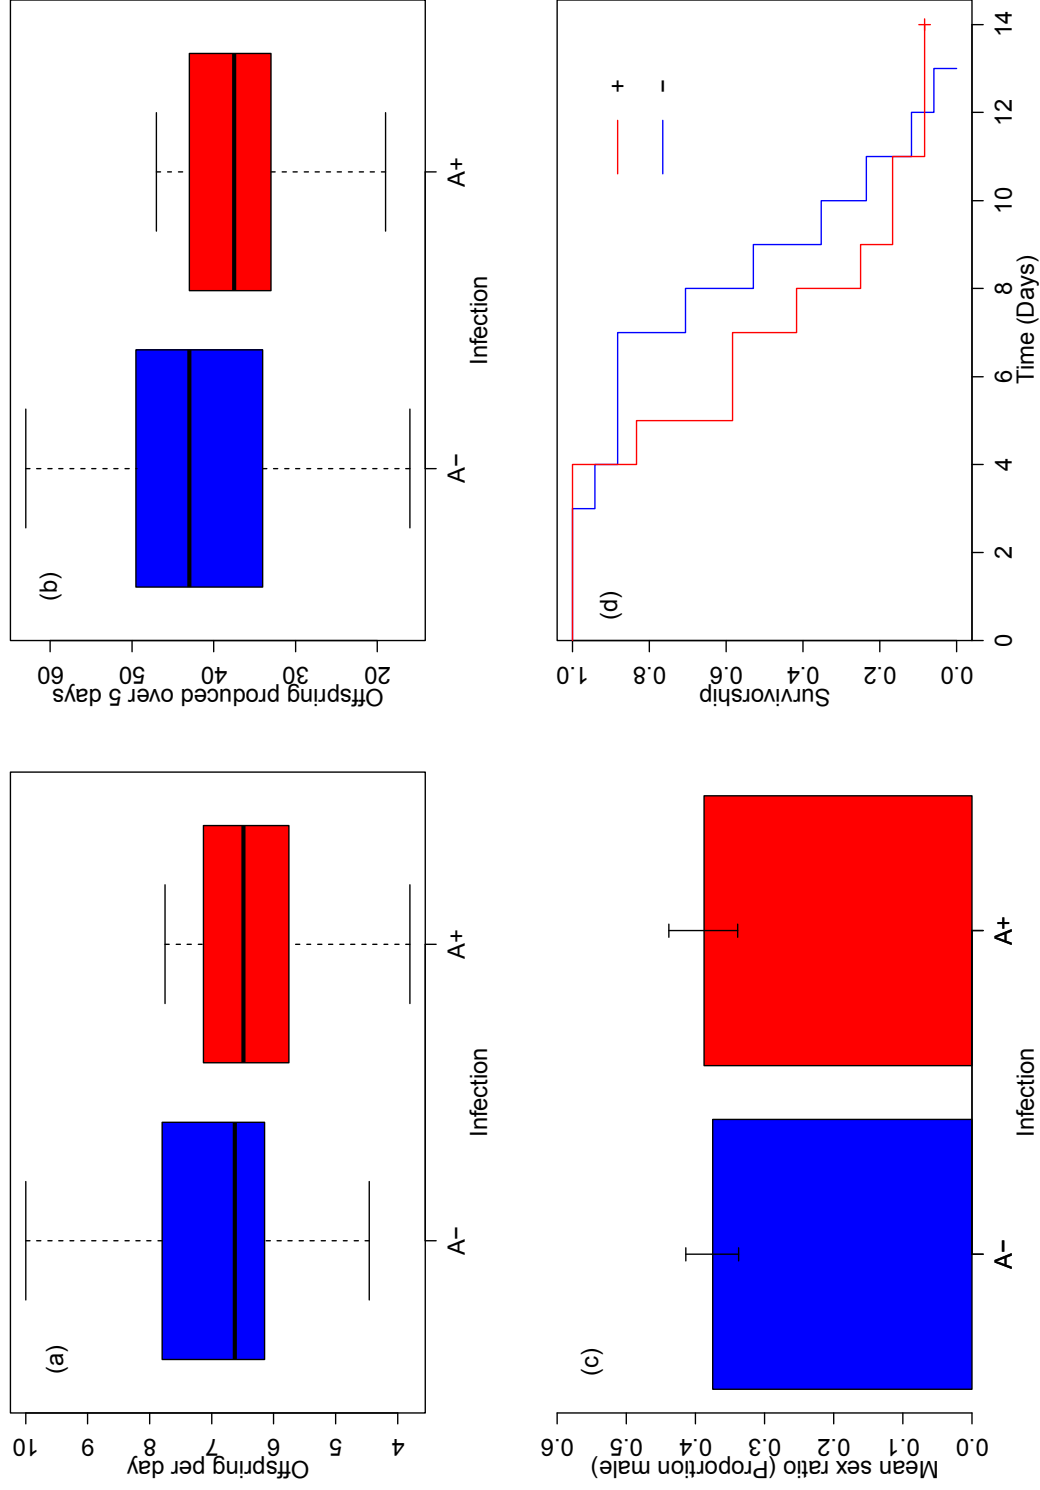 (a)
Offspring per day
10
9
8
7
6
5
4
A−
A+
Infection
(b)
Offspring produced over 5 days
60
50
40
30
20
A−
A+
Infection
(c)
Mean sex ratio (Proportion male)
0.6
0.5
0.4
0.3
0.2
0.1
0.0
A−
A+
Infection
(d)
Survivorship
1.0
0.8
0.6
0.4
0.2
0.0
+
−
0 2 4 6 8 10 12 14
Time (Days)